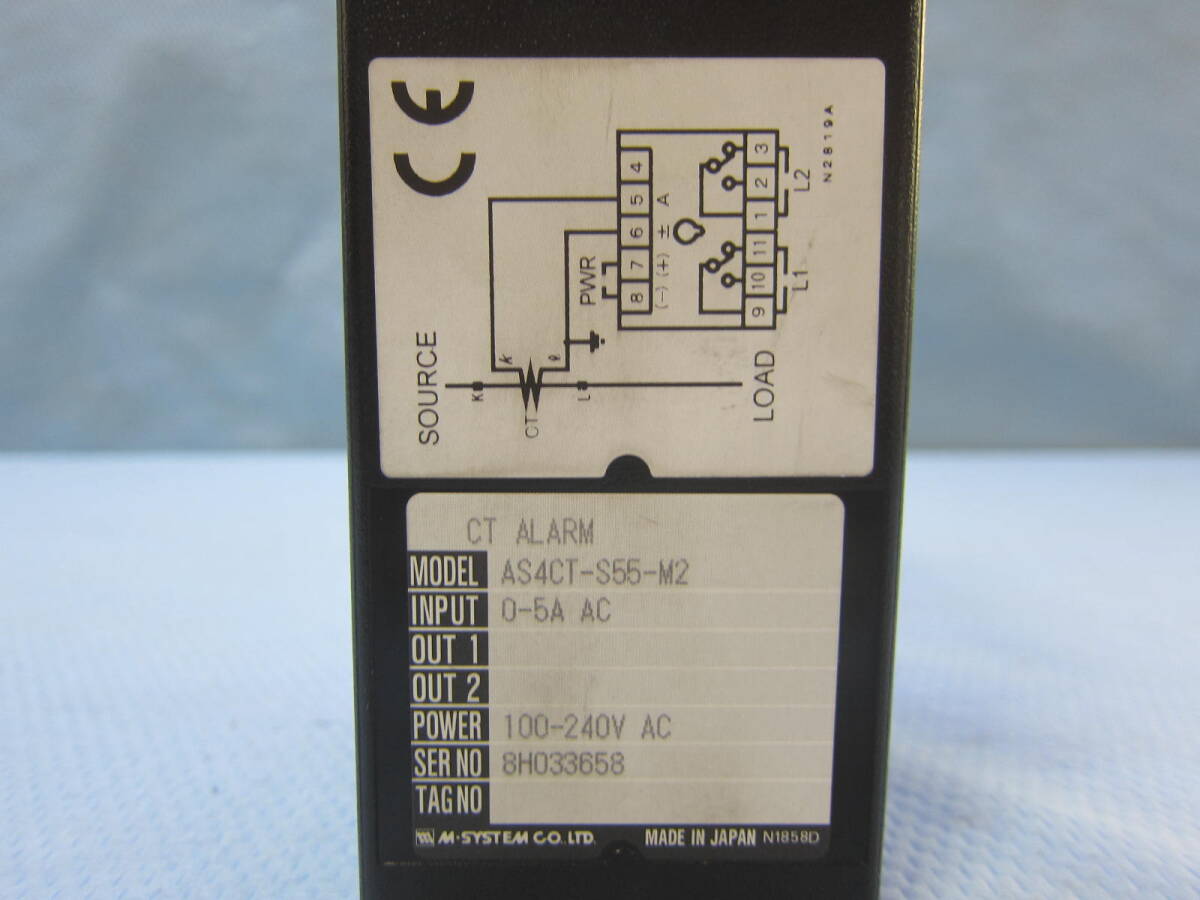 CE
SOURCE
K
CT
L
k
ℓ
PWR
8 7 6 5 4
(−) (+) ± A
9 10 11 1 2 3
L1 L2
LOAD
N2819A
CT ALARM
MODEL AS4CT-S55-M2
INPUT 0-5A AC
OUT 1
OUT 2
POWER 100-240V AC
SER NO 8H033658
TAG NO
M·SYSTEM CO., LTD. MADE IN JAPAN N1858D